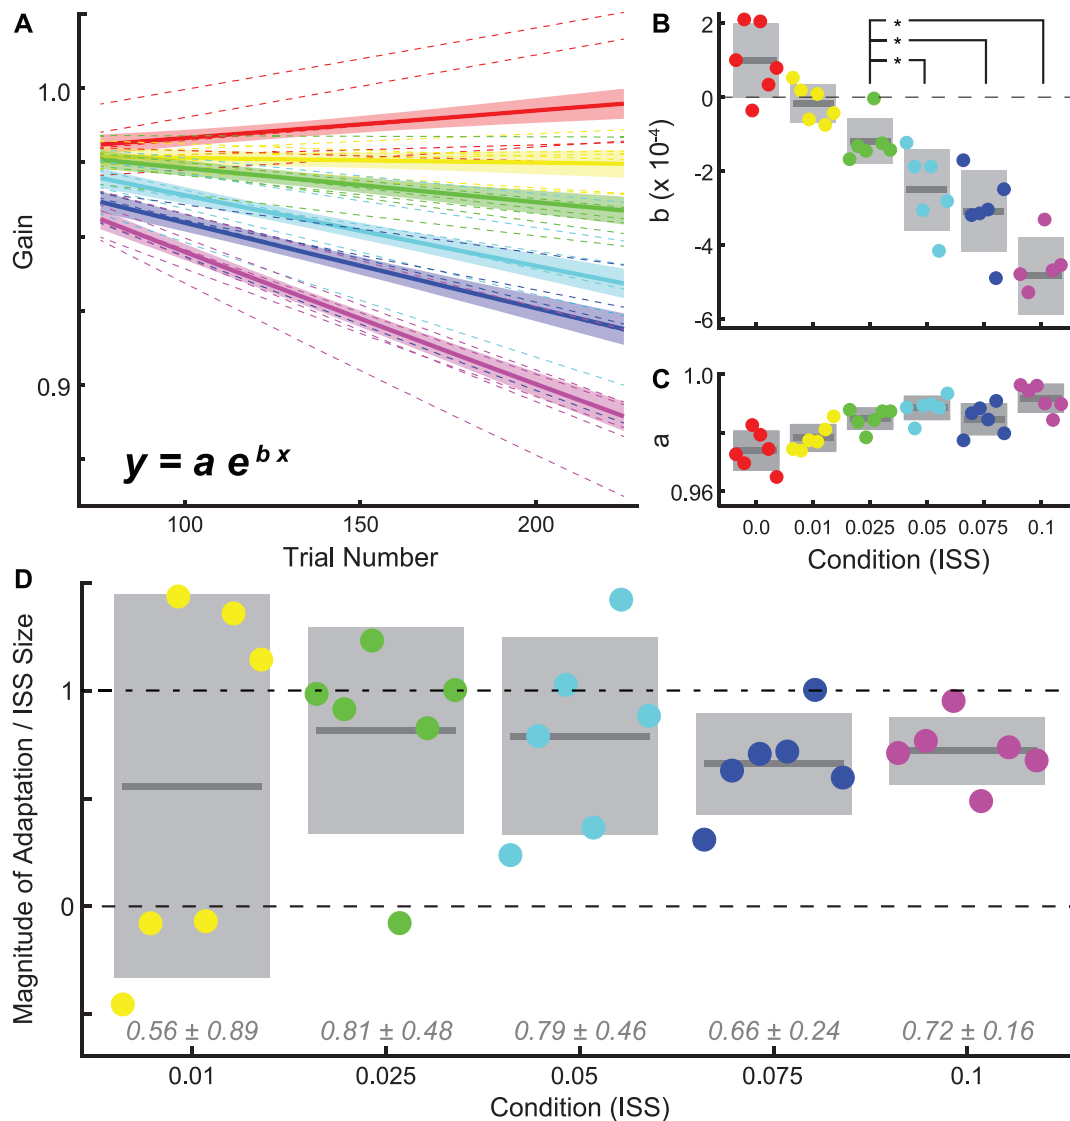 A
1.0
0.9
Gain
y = a e^{b x}
100 150 200
Trial Number
B
2
0
-2
-4
-6
b (x 10^{-4})
*
*
*
C
1.0
0.96
a
0.0 0.01 0.025 0.05 0.075 0.1
Condition (ISS)
D
1
0
Magnitude of Adaptation / ISS Size
0.56 ± 0.89 0.81 ± 0.48 0.79 ± 0.46 0.66 ± 0.24 0.72 ± 0.16
0.01 0.025 0.05 0.075 0.1
Condition (ISS)